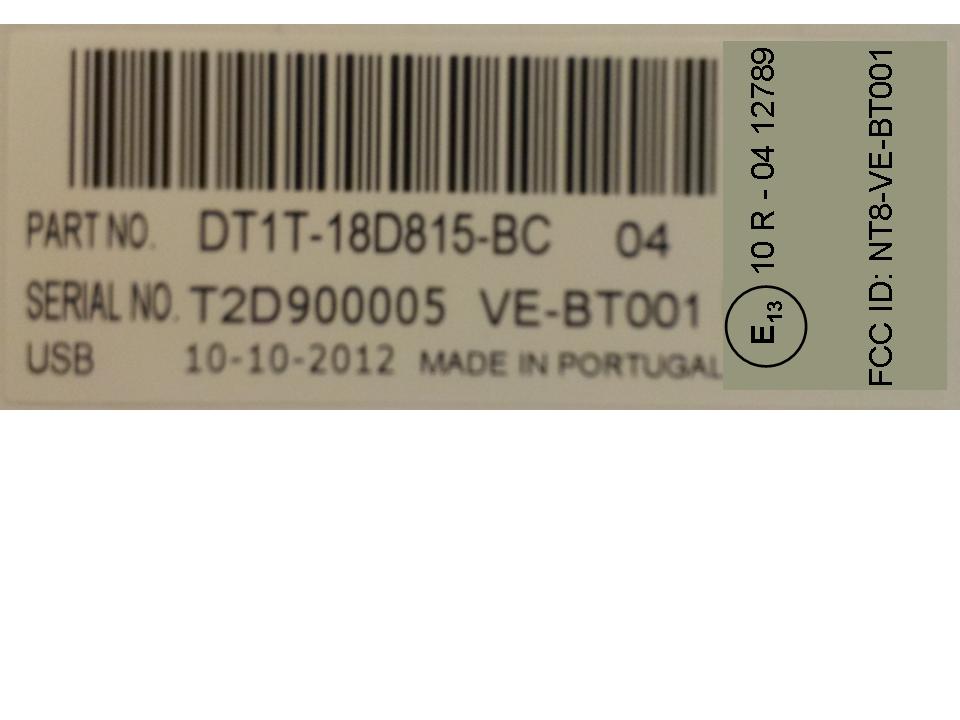 PART NO. DT1T-18D815-BC 04
SERIAL NO. T2D900005 VE-BT001
USB 10-10-2012 MADE IN PORTUGAL
E13 10 R - 04 12789
FCC ID: NT8-VE-BT001